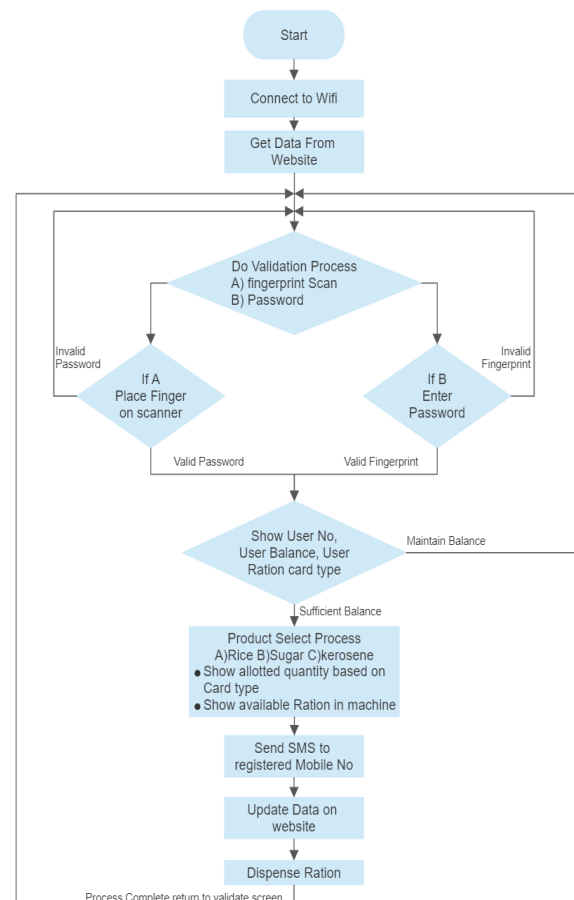 Start
Connect to Wifi
Get Data From
Website
Do Validation Process
A) fingerprint Scan
B) Password
Invalid
Password
Invalid
Fingerprint
If A
Place Finger
on scanner
If B
Enter
Password
Valid Password
Valid Fingerprint
Show User No,
User Balance, User
Ration card type
Maintain Balance
Sufficient Balance
Product Select Process
A)Rice B)Sugar C)kerosene
● Show allotted quantity based on
Card type
● Show available Ration in machine
Send SMS to
registered Mobile No
Update Data on
website
Dispense Ration
Process Complete return to validate screen